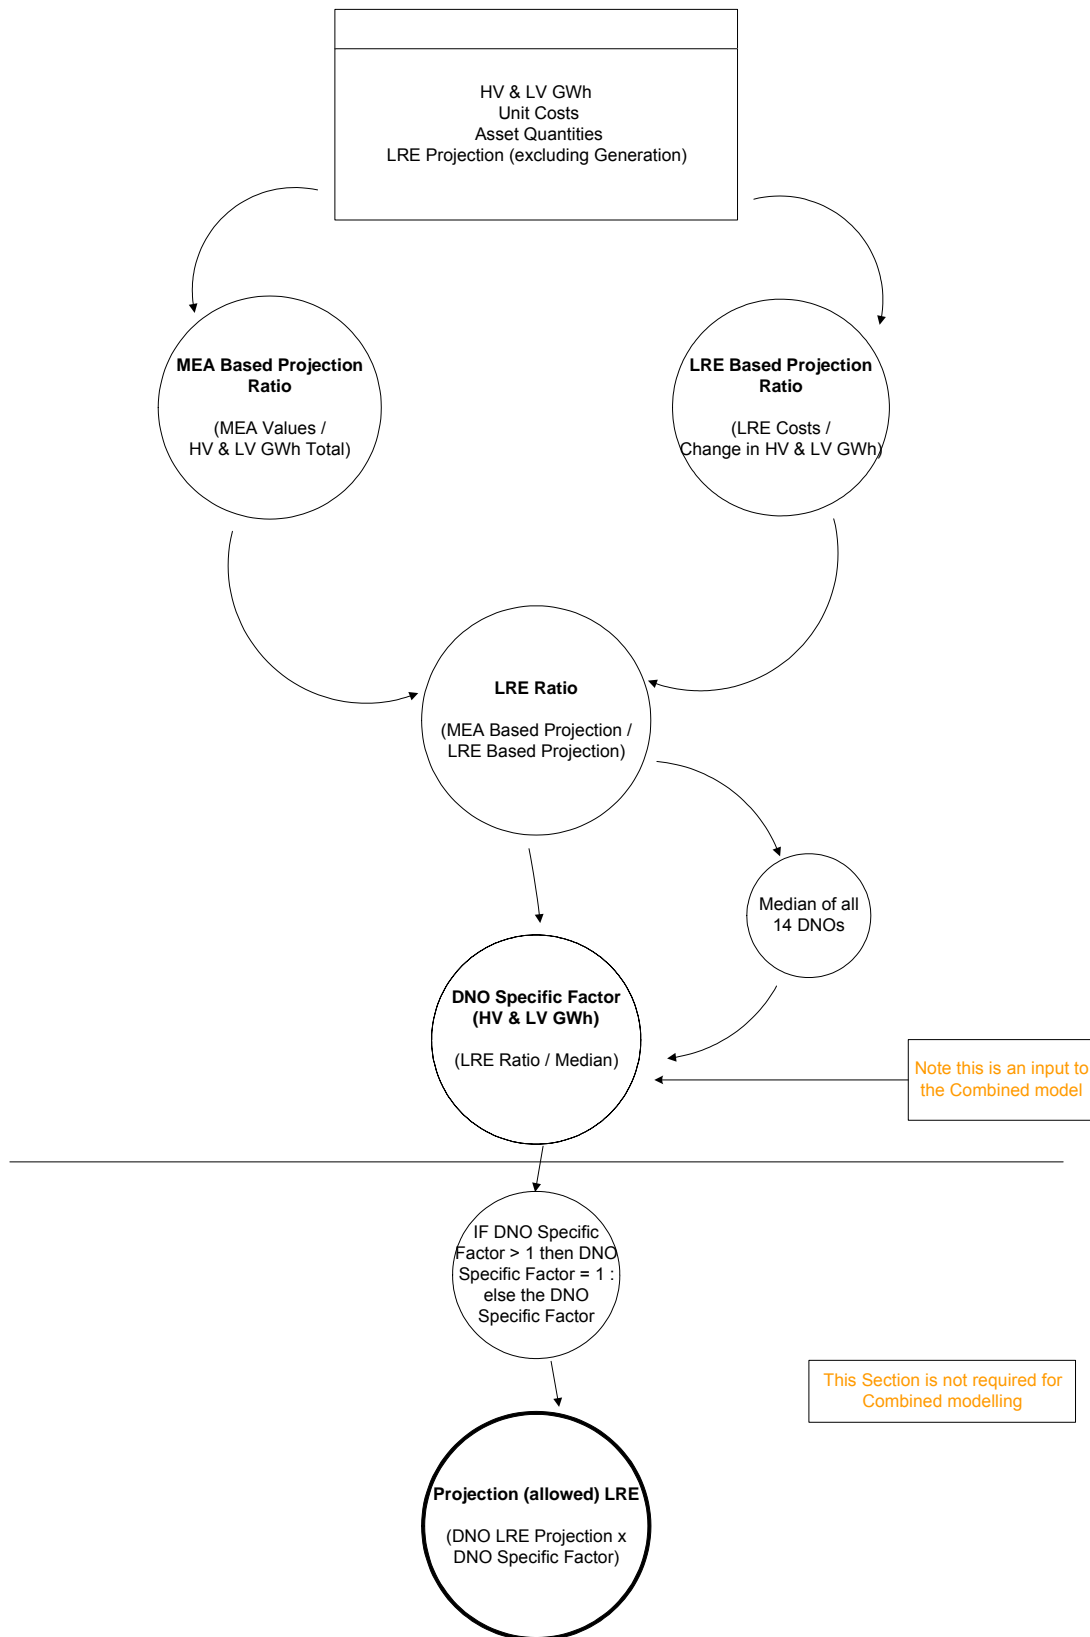 HV & LV GWh
Unit Costs
Asset Quantities
LRE Projection (excluding Generation)
MEA Based Projection
Ratio
(MEA Values /
HV & LV GWh Total)
LRE Based Projection
Ratio
(LRE Costs /
Change in HV & LV GWh)
LRE Ratio
(MEA Based Projection /
LRE Based Projection)
Median of all
14 DNOs
DNO Specific Factor
(HV & LV GWh)
(LRE Ratio / Median)
Note this is an input to
the Combined model
IF DNO Specific
Factor > 1 then DNO
Specific Factor = 1 :
else the DNO
Specific Factor
This Section is not required for
Combined modelling
Projection (allowed) LRE
(DNO LRE Projection x
DNO Specific Factor)